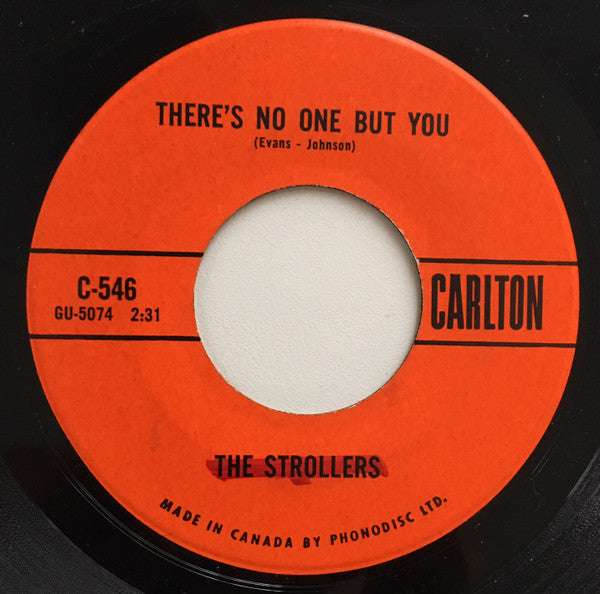 THERE'S NO ONE BUT YOU
(Evans - Johnson)
C-546
GU-5074 2:31
CARLTON
THE STROLLERS
MADE IN CANADA BY PHONODISC LTD.